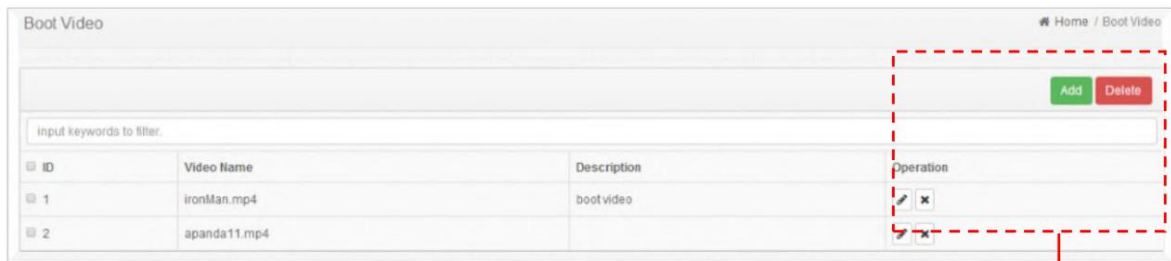 Boot Video
Home / Boot Video
Add Delete
input keywords to filter.
ID Video Name Description Operation
1 ironMan.mp4 boot video
2 apanda11.mp4